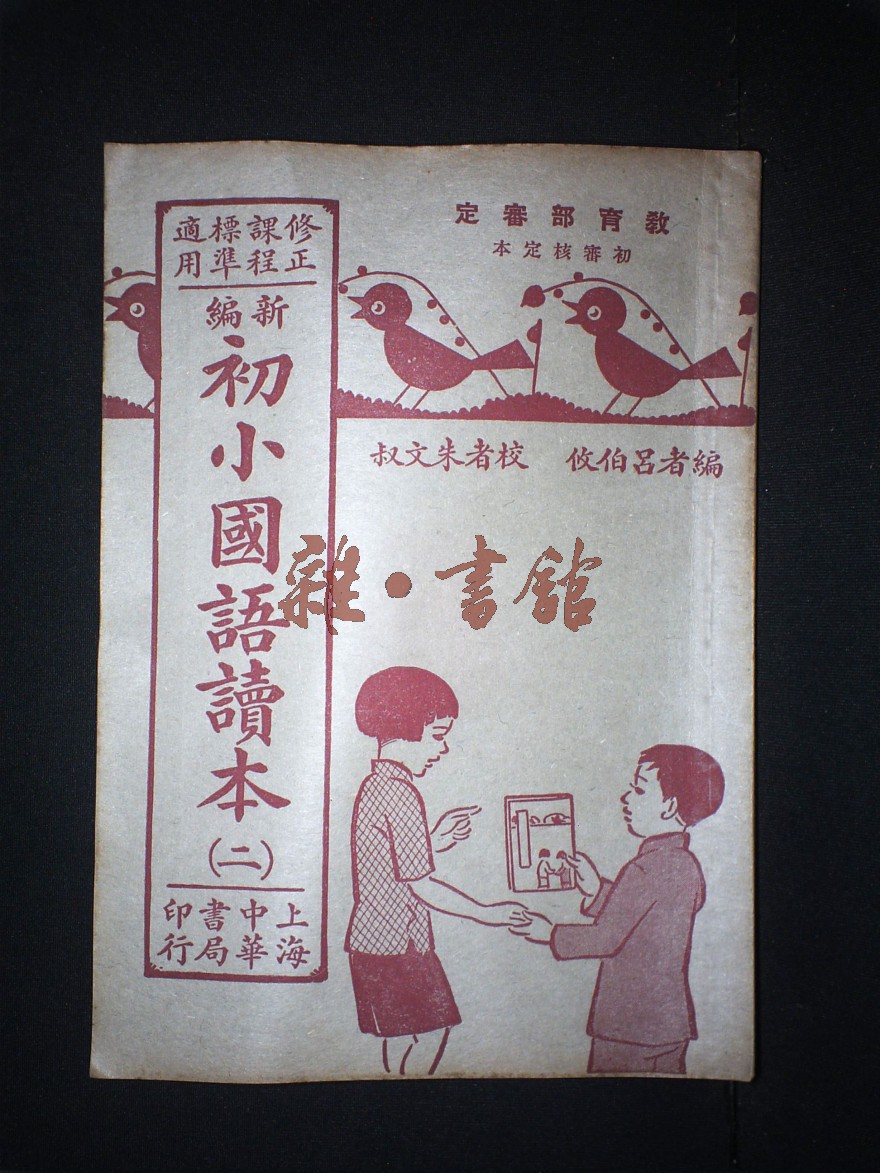 教育部審定
初審核定本
編者呂伯攸 校者朱文叔
修正課程標準適用
新編
初小國語讀本
(二)
上海中華書局印行
雜·書館